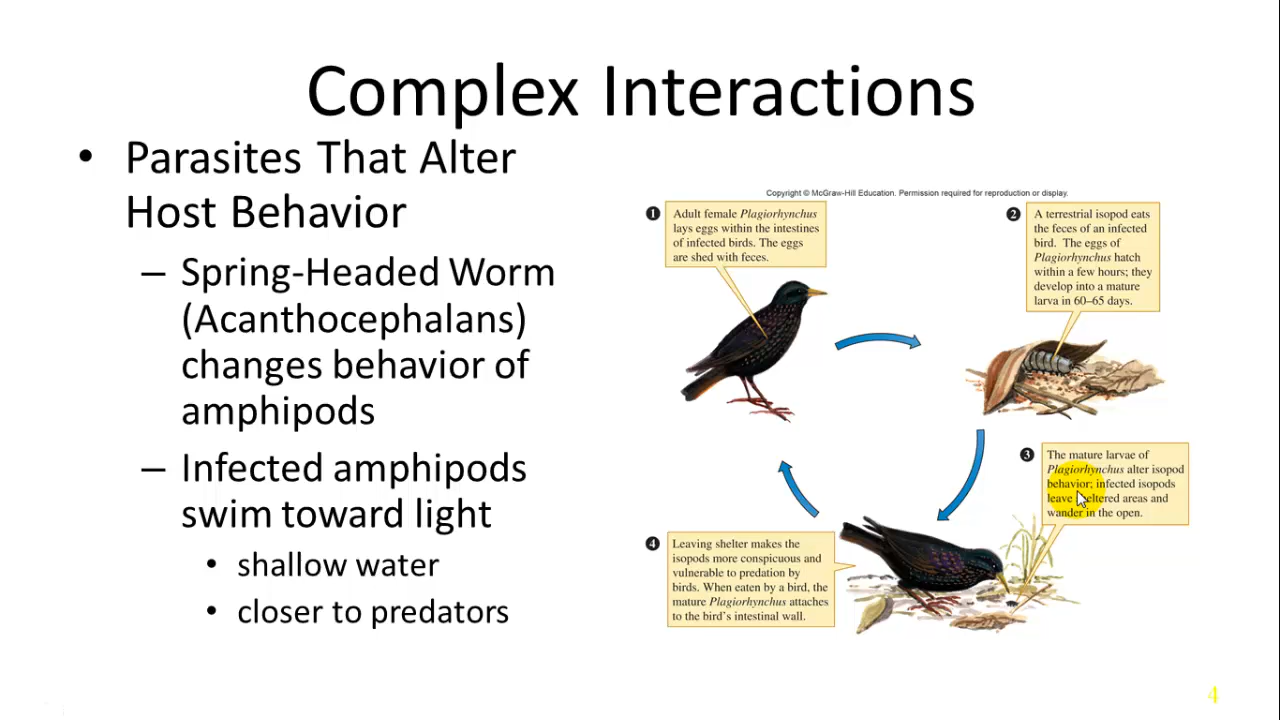 Complex Interactions
• Parasites That Alter
Host Behavior
– Spring-Headed Worm
(Acanthocephalans)
changes behavior of
amphipods
– Infected amphipods
swim toward light
• shallow water
• closer to predators
Copyright © McGraw-Hill Education. Permission required for reproduction or display.
1
Adult female Plagiorhynchus
lays eggs within the intestines
of infected birds. The eggs
are shed with feces.
2
A terrestrial isopod eats
the feces of an infected
bird. The eggs of
Plagiorhynchus hatch
within a few hours; they
develop into a mature
larva in 60–65 days.
3
The mature larvae of
Plagiorhynchus alter isopod
behavior; infected isopods
leave sheltered areas and
wander in the open.
4
Leaving shelter makes the
isopods more conspicuous and
vulnerable to predation by
birds. When eaten by a bird, the
mature Plagiorhynchus attaches
to the bird's intestinal wall.
4